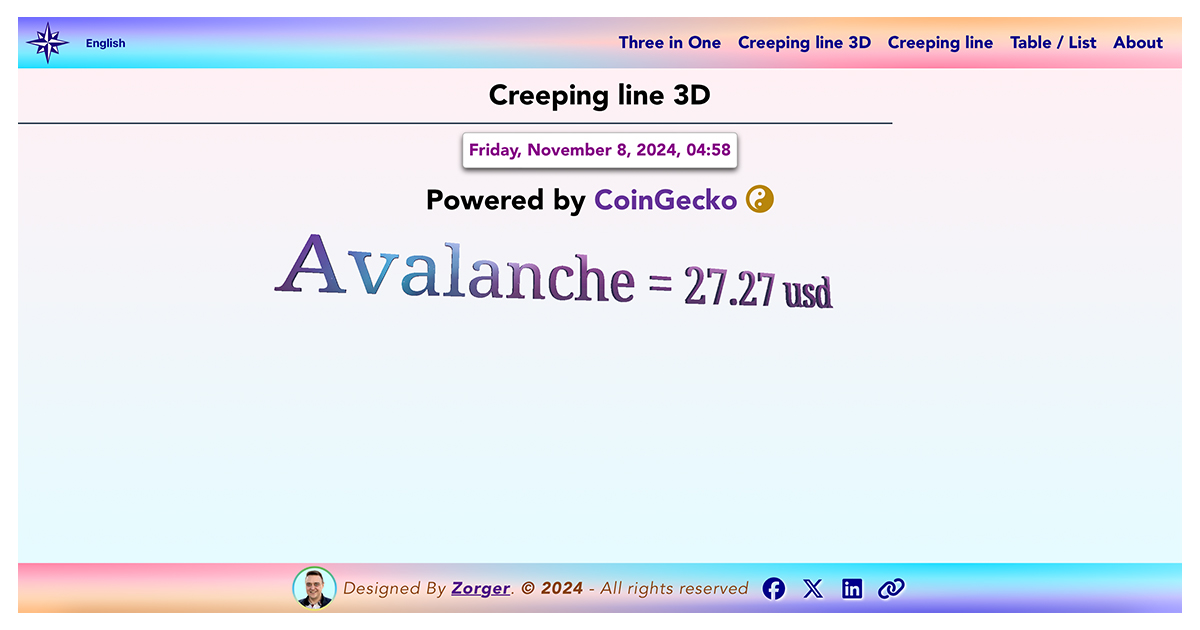 English Three in One Creeping line 3D Creeping line Table / List About
Creeping line 3D
Friday, November 8, 2024, 04:58
Powered by CoinGecko
Avalanche = 27.27 usd
Designed By Zorger. © 2024 - All rights reserved